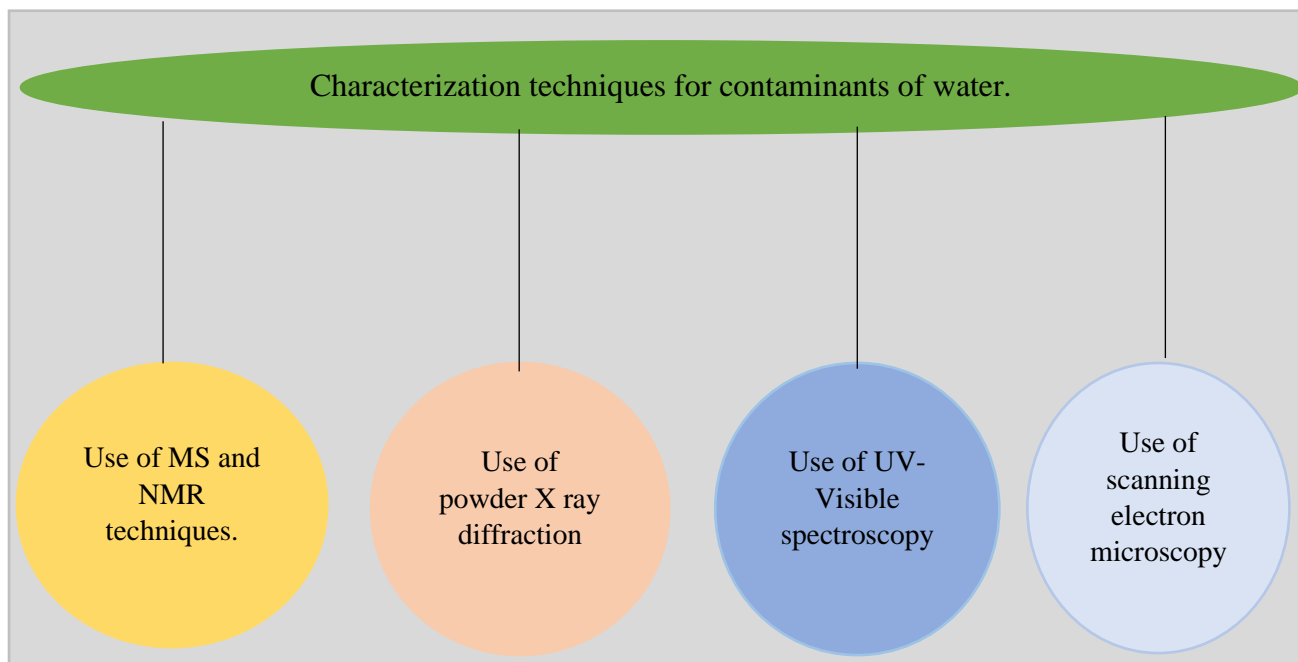 Characterization techniques for contaminants of water.
Use of MS and
NMR
techniques.
Use of
powder X ray
diffraction
Use of UV-
Visible
spectroscopy
Use of
scanning
electron
microscopy